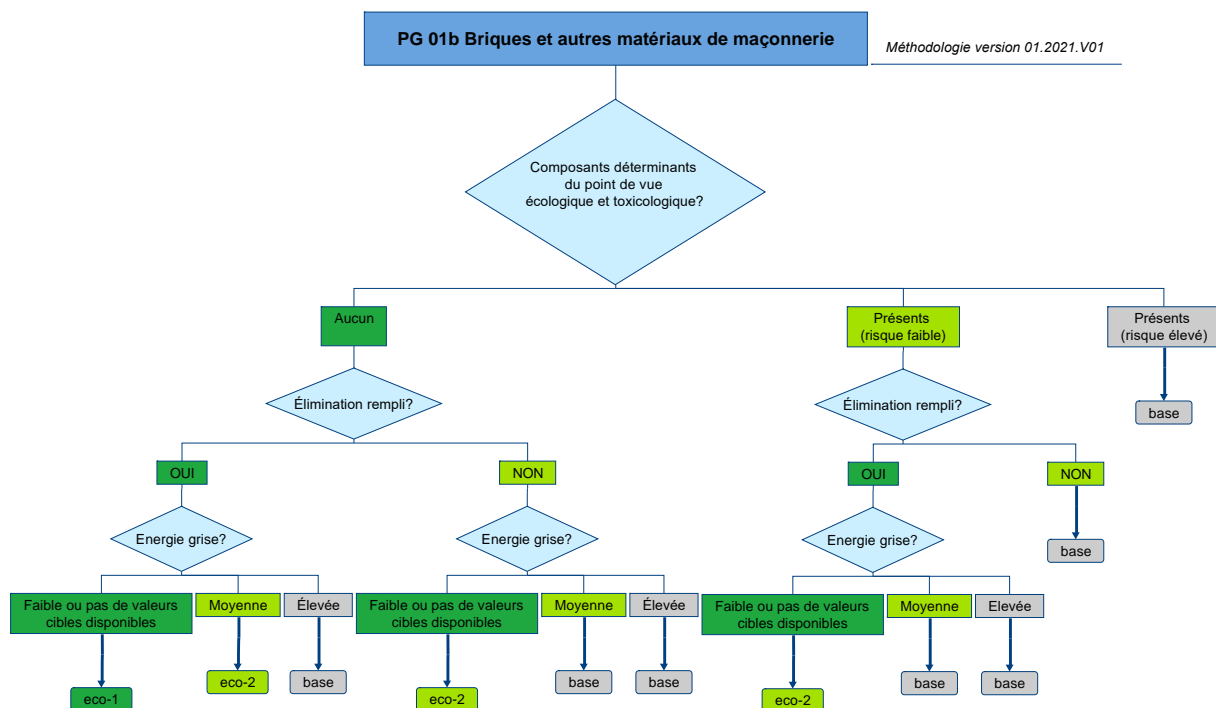 PG 01b Briques et autres matériaux de maçonnerie
Méthodologie version 01.2021.V01
Composants déterminants
du point de vue
écologique et toxicologique?
Aucun
Présents
(risque faible)
Présents
(risque élevé)
Élimination rempli?
Élimination rempli?
base
OUI
NON
OUI
NON
Energie grise?
Energie grise?
Energie grise?
base
Faible ou pas de valeurs
cibles disponibles
Moyenne
Élevée
Faible ou pas de valeurs
cibles disponibles
Moyenne
Élevée
Faible ou pas de valeurs
cibles disponibles
Moyenne
Elevée
eco-1
eco-2
base
eco-2
base
base
eco-2
base
base